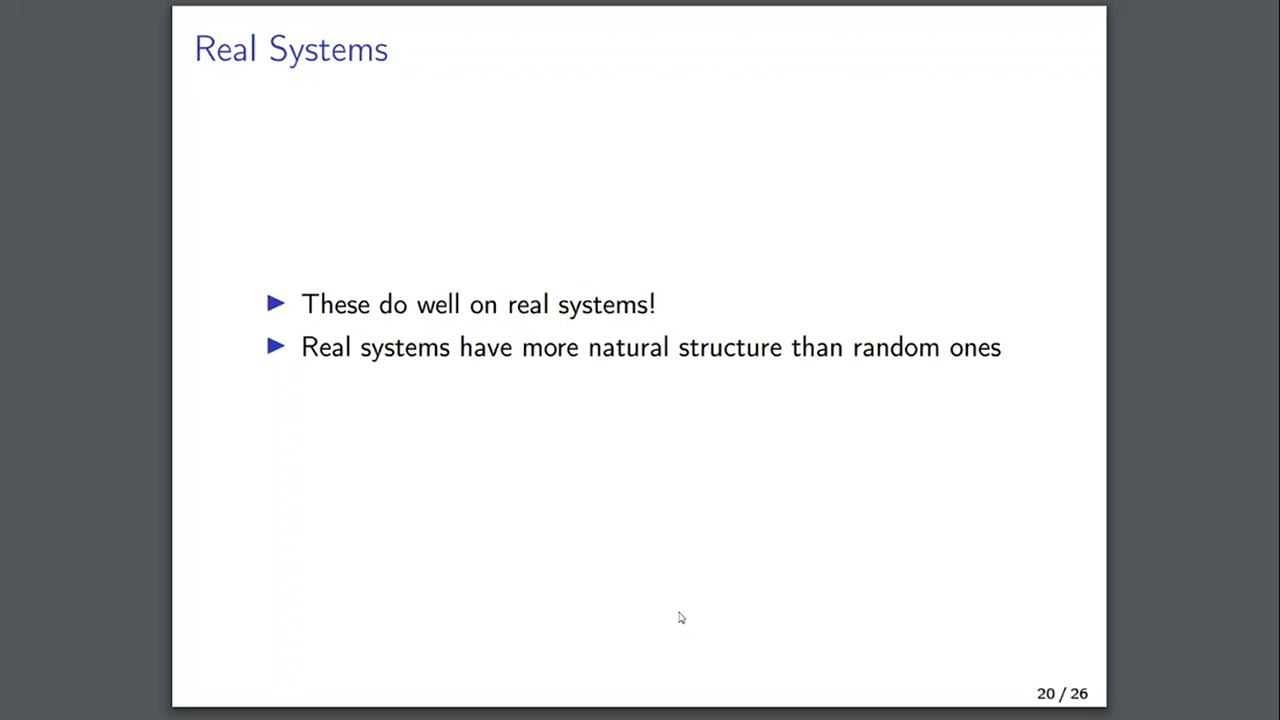 Real Systems
▶ These do well on real systems!
▶ Real systems have more natural structure than random ones
20 / 26